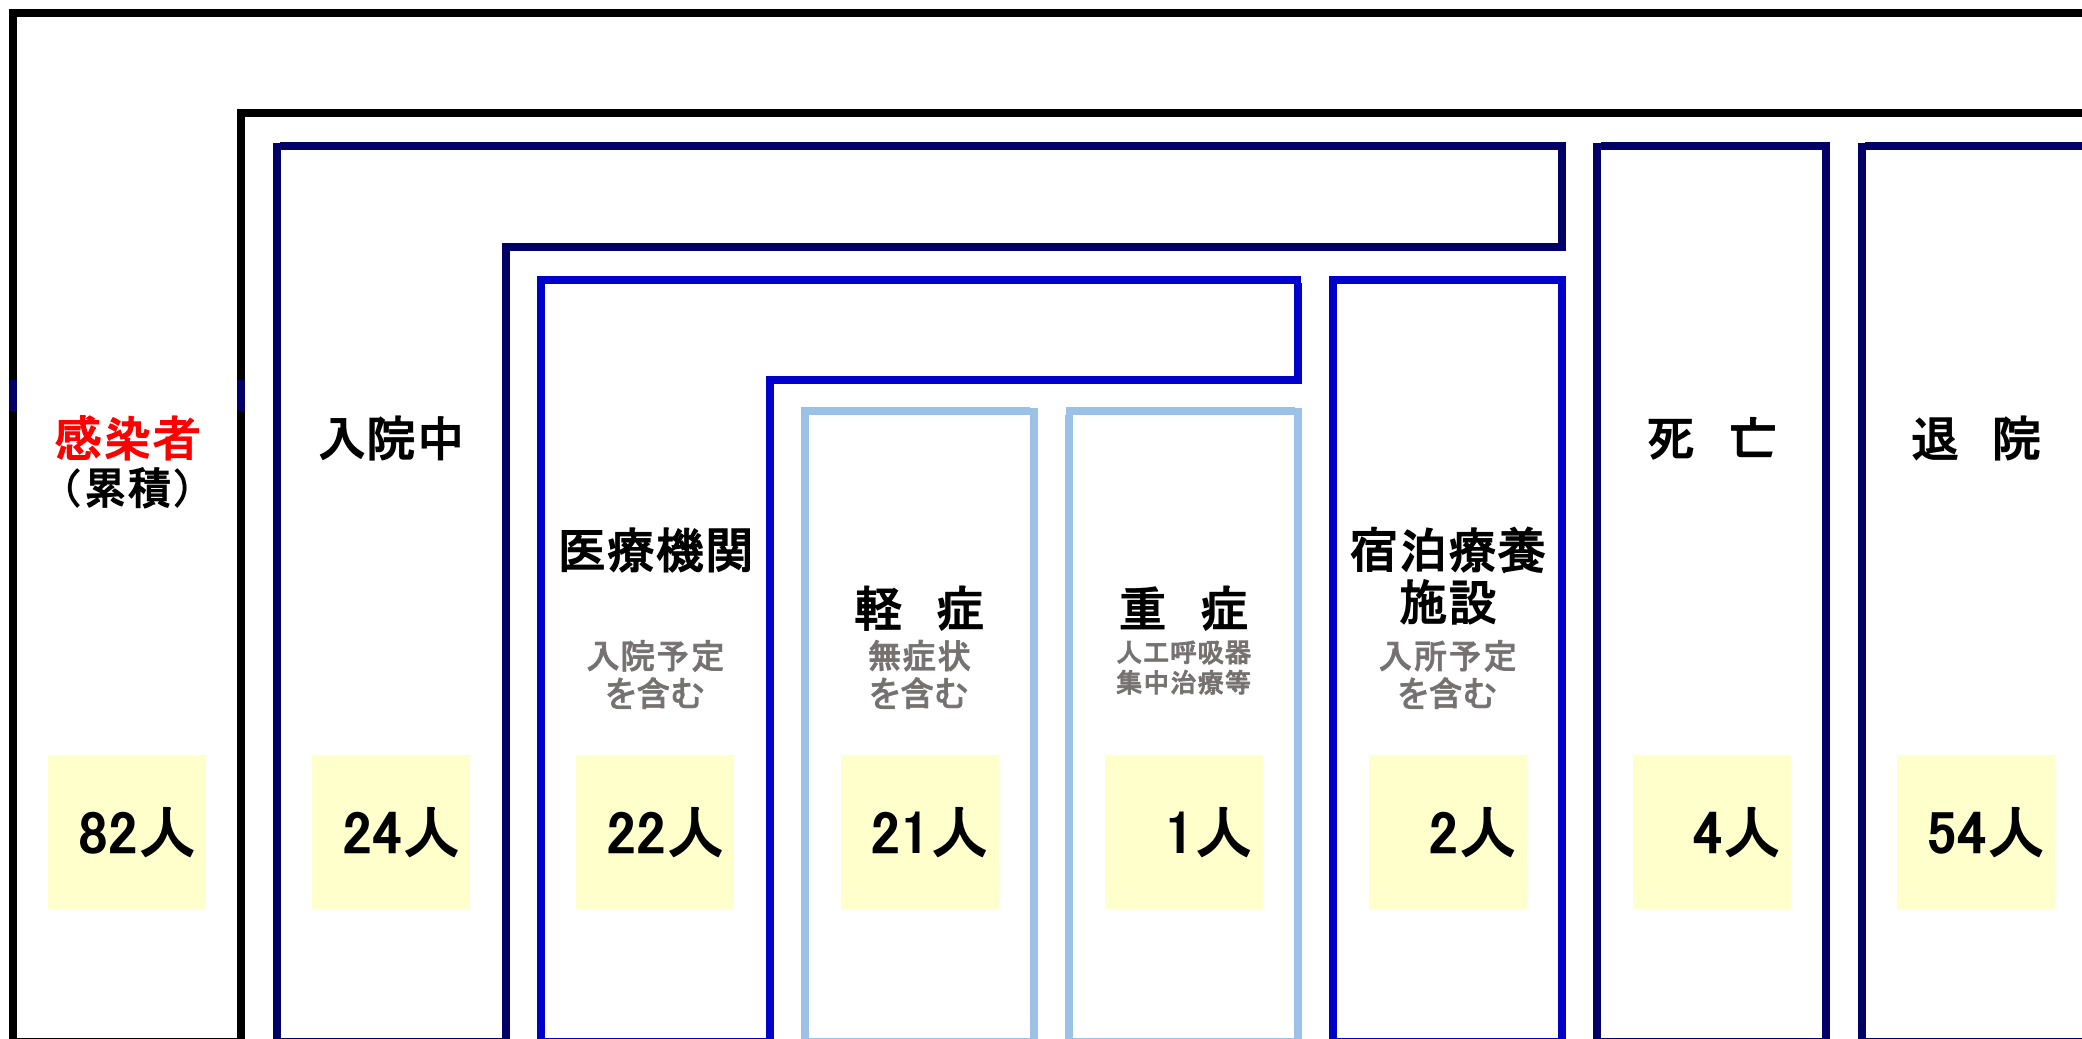 感染者
（累積）
82人
入院中
24人
医療機関
入院予定
を含む
22人
軽　症
無症状
を含む
21人
重　症
人工呼吸器
集中治療等
1人
宿泊療養
施設
入所予定
を含む
2人
死　亡
4人
退　院
54人